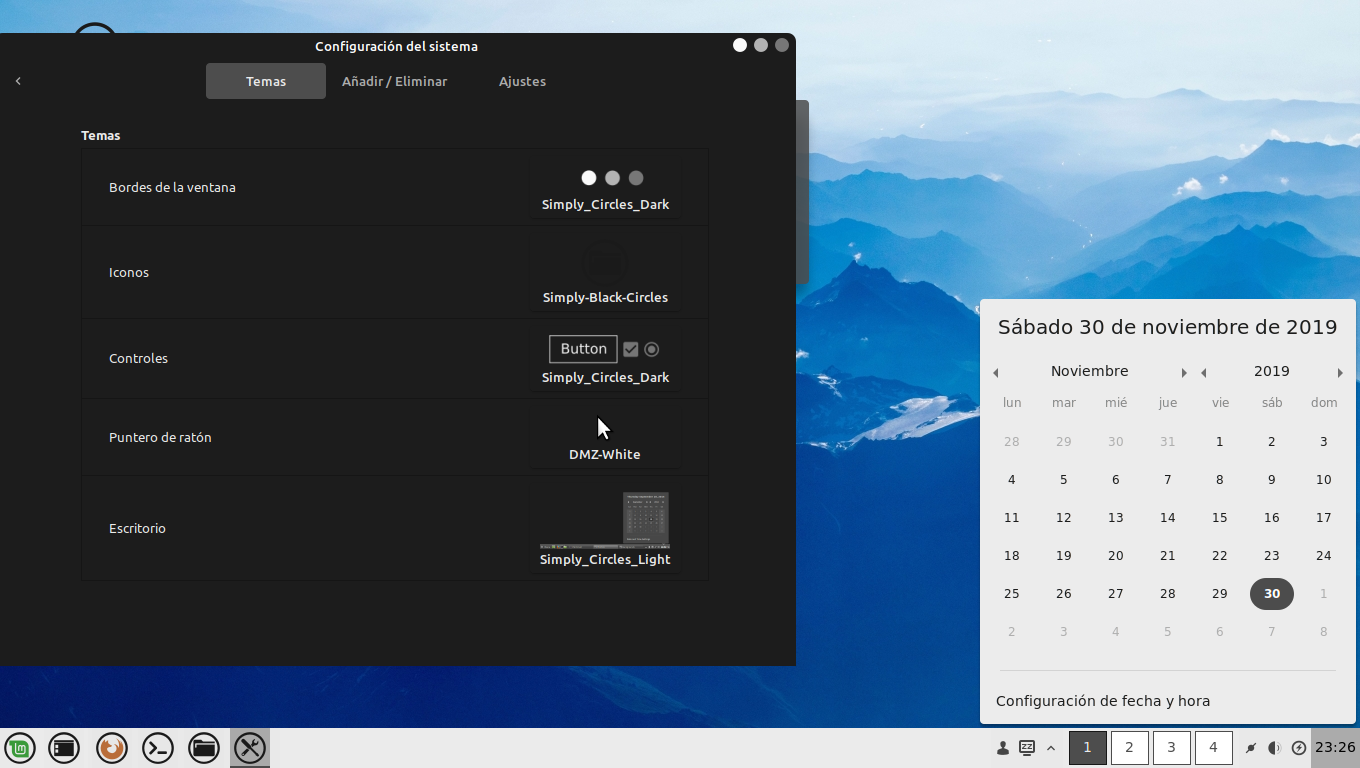 Configuración del sistema
Temas
Añadir / Eliminar
Ajustes
Temas
Bordes de la ventana
Simply_Circles_Dark
Iconos
Simply-Black-Circles
Controles
Button
Simply_Circles_Dark
Puntero de ratón
DMZ-White
Escritorio
Simply_Circles_Light
Sábado 30 de noviembre de 2019
Noviembre 2019
lun mar mié jue vie sáb dom
28 29 30 31 1 2 3
4 5 6 7 8 9 10
11 12 13 14 15 16 17
18 19 20 21 22 23 24
25 26 27 28 29 30 1
2 3 4 5 6 7 8
Configuración de fecha y hora
1 2 3 4 23:26